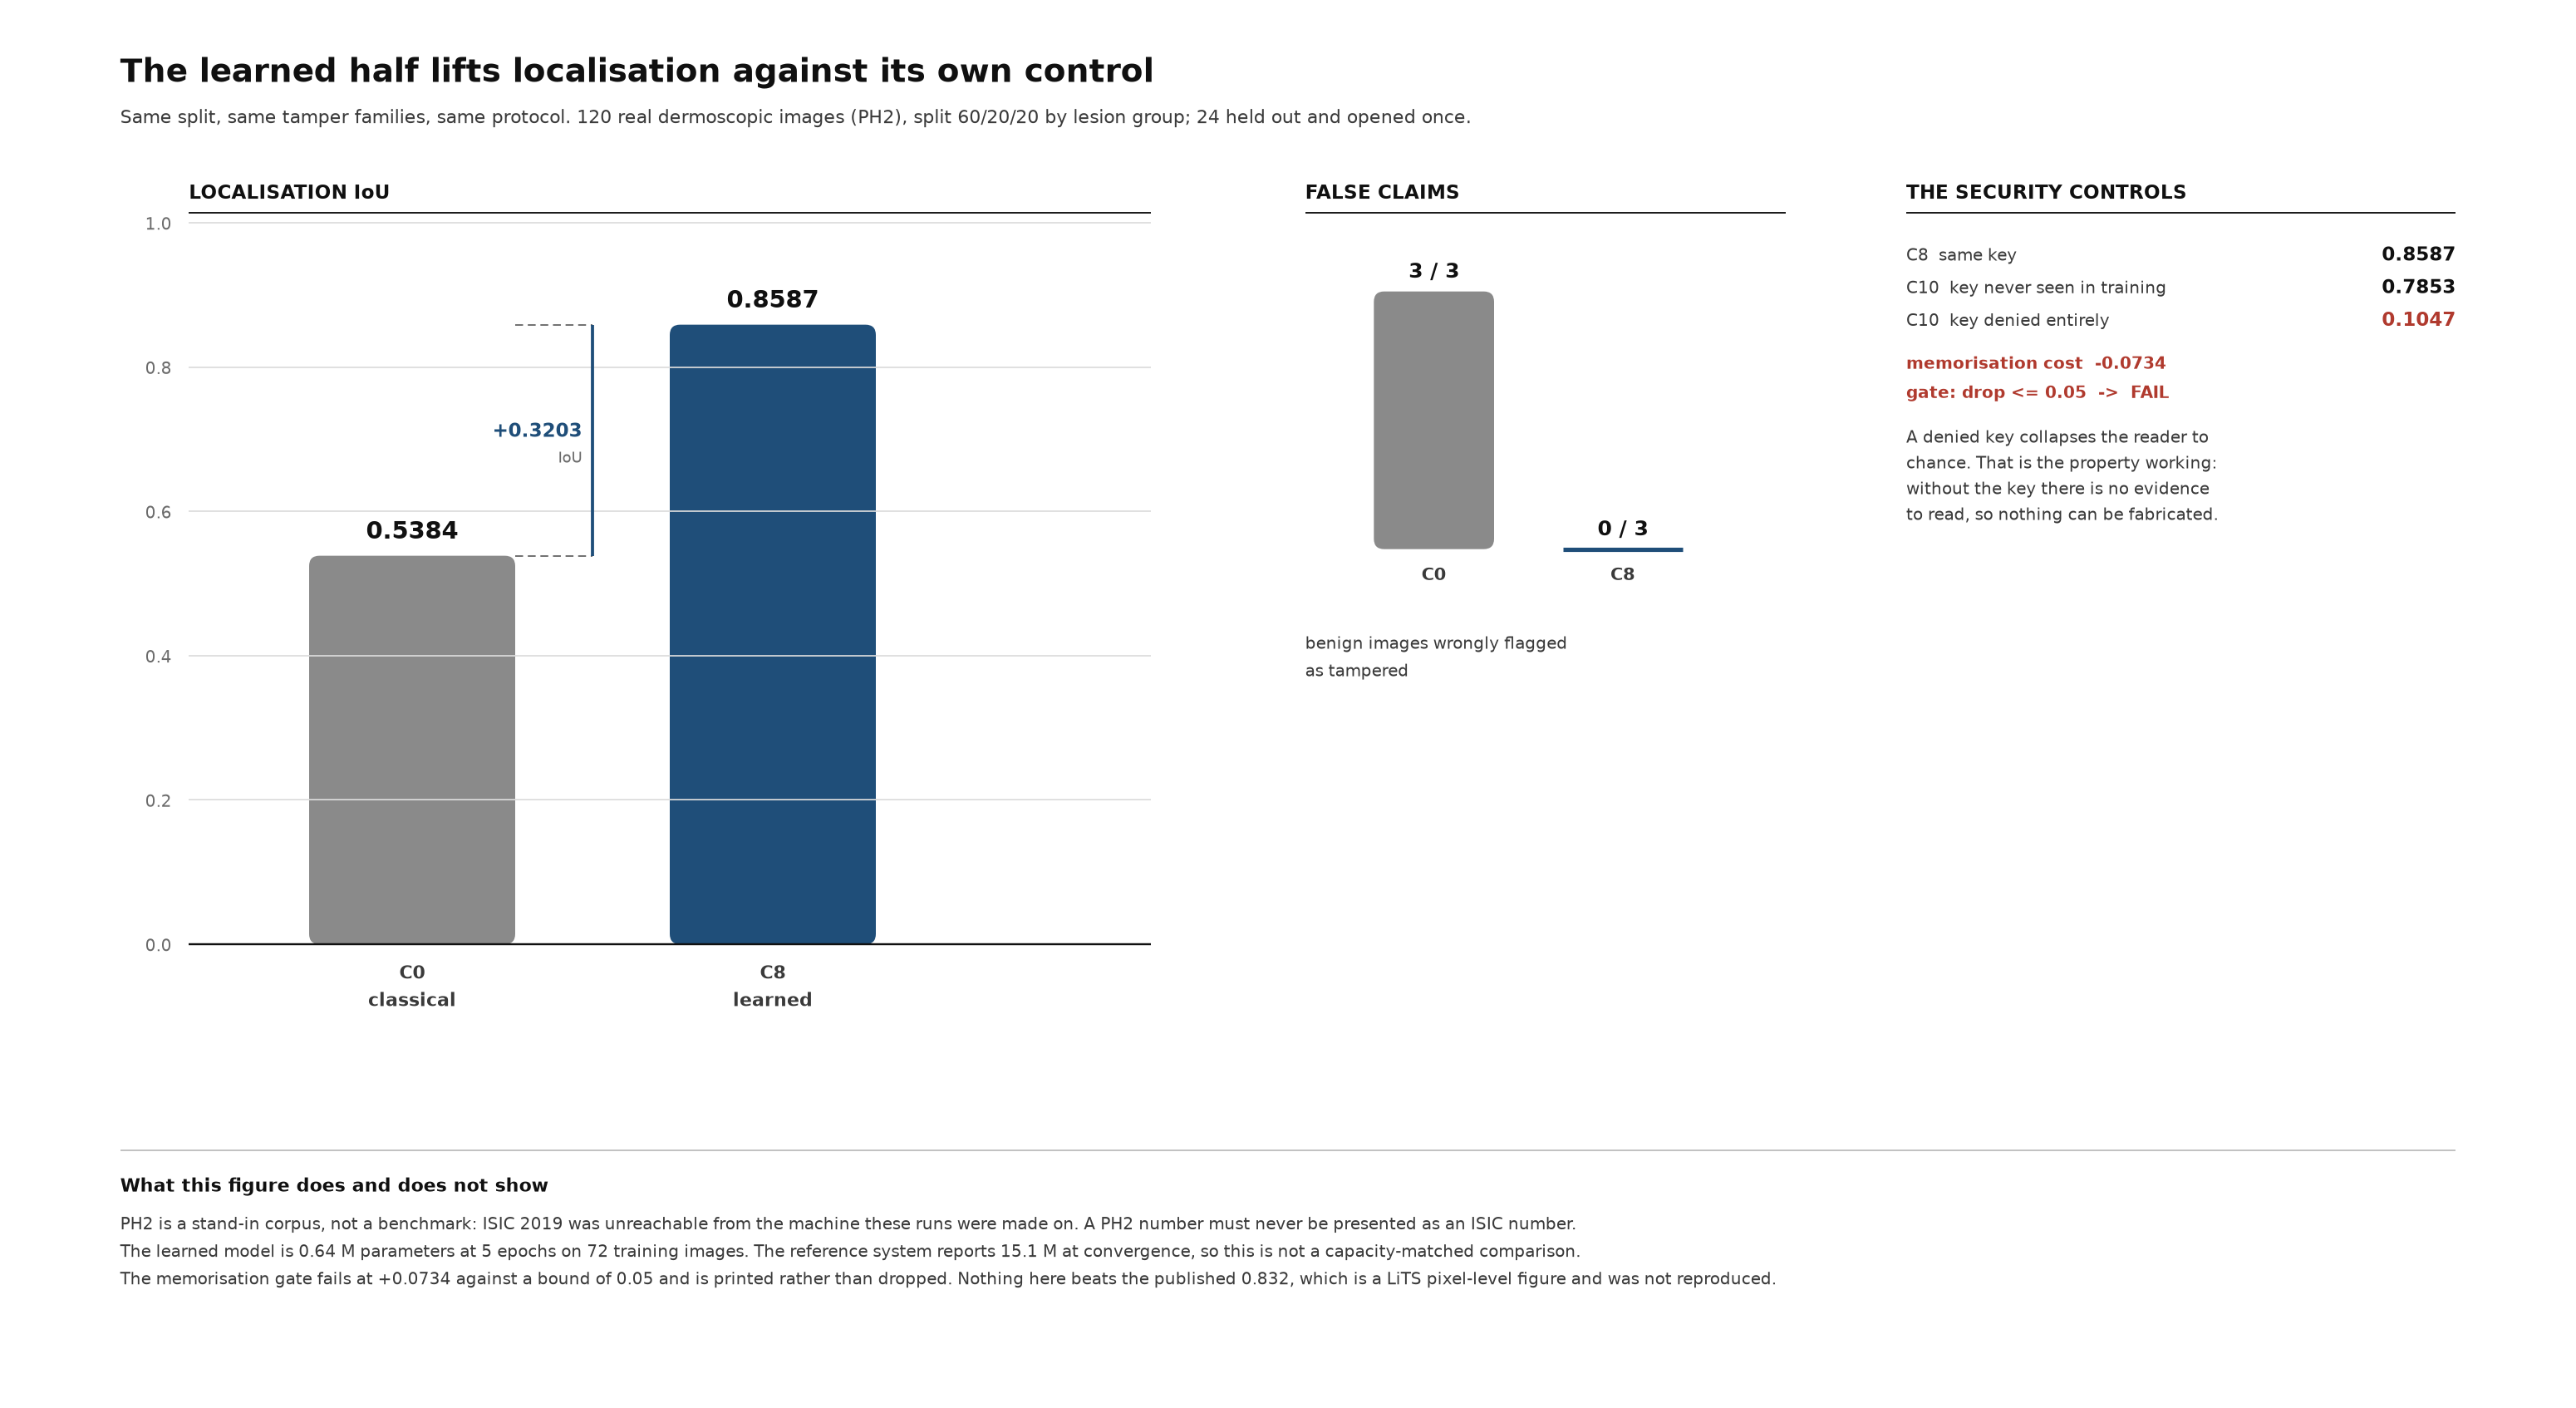 The learned half lifts localisation against its own control
Same split, same tamper families, same protocol. 120 real dermoscopic images (PH2), split 60/20/20 by lesion group; 24 held out and opened once.
LOCALISATION IoU
1.0
0.8
0.6
0.4
0.2
0.0
0.5384
+0.3203
IoU
0.8587
C0
classical
C8
learned
FALSE CLAIMS
3 / 3
0 / 3
C0
C8
benign images wrongly flagged
as tampered
THE SECURITY CONTROLS
C8 same key 0.8587
C10 key never seen in training 0.7853
C10 key denied entirely 0.1047
memorisation cost -0.0734
gate: drop <= 0.05 -> FAIL
A denied key collapses the reader to
chance. That is the property working:
without the key there is no evidence
to read, so nothing can be fabricated.
What this figure does and does not show
PH2 is a stand-in corpus, not a benchmark: ISIC 2019 was unreachable from the machine these runs were made on. A PH2 number must never be presented as an ISIC number.
The learned model is 0.64 M parameters at 5 epochs on 72 training images. The reference system reports 15.1 M at convergence, so this is not a capacity-matched comparison.
The memorisation gate fails at +0.0734 against a bound of 0.05 and is printed rather than dropped. Nothing here beats the published 0.832, which is a LiTS pixel-level figure and was not reproduced.